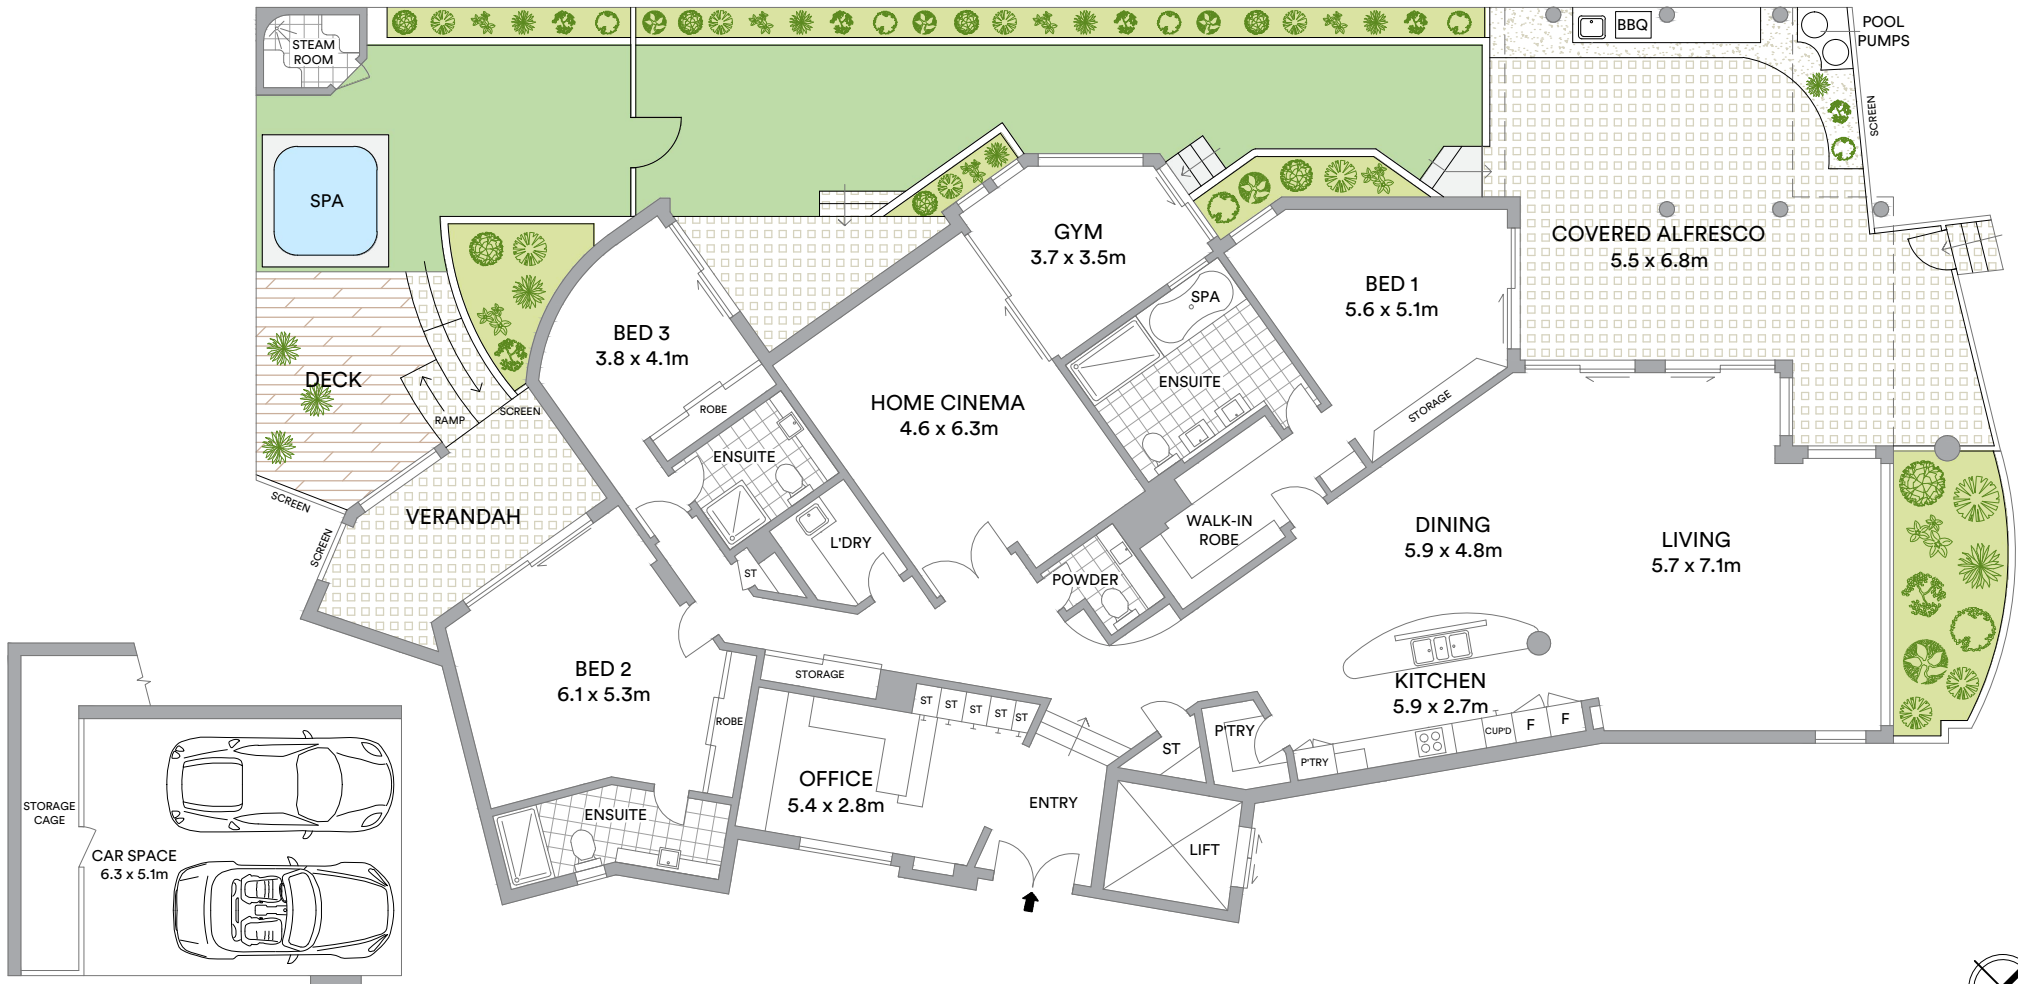 STEAM
ROOM
SPA
DECK
RAMP
SCREEN
SCREEN
SCREEN
VERANDAH
BED 3
3.8 x 4.1m
ROBE
ENSUITE
L'DRY
ST
HOME CINEMA
4.6 x 6.3m
GYM
3.7 x 3.5m
SPA
ENSUITE
BED 1
5.6 x 5.1m
STORAGE
WALK-IN
ROBE
POWDER
BBQ
POOL
PUMPS
SCREEN
COVERED ALFRESCO
5.5 x 6.8m
DINING
5.9 x 4.8m
LIVING
5.7 x 7.1m
KITCHEN
5.9 x 2.7m
CUP'D
F
F
P'TRY
P'TRY
ST
BED 2
6.1 x 5.3m
ROBE
ENSUITE
STORAGE
ST
ST
ST
ST
ST
OFFICE
5.4 x 2.8m
ENTRY
LIFT
STORAGE
CAGE
CAR SPACE
6.3 x 5.1m